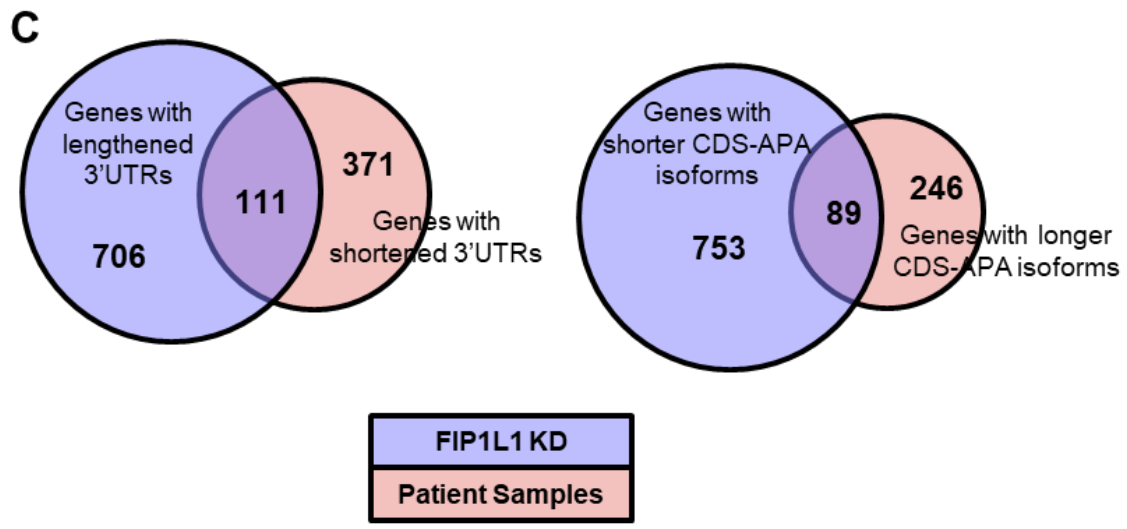 C
Genes with
lengthened
3'UTRs
111
371
Genes with
shortened 3'UTRs
706
Genes with
shorter CDS-APA
isoforms
89
246
Genes with longer
CDS-APA isoforms
753
FIP1L1 KD
Patient Samples